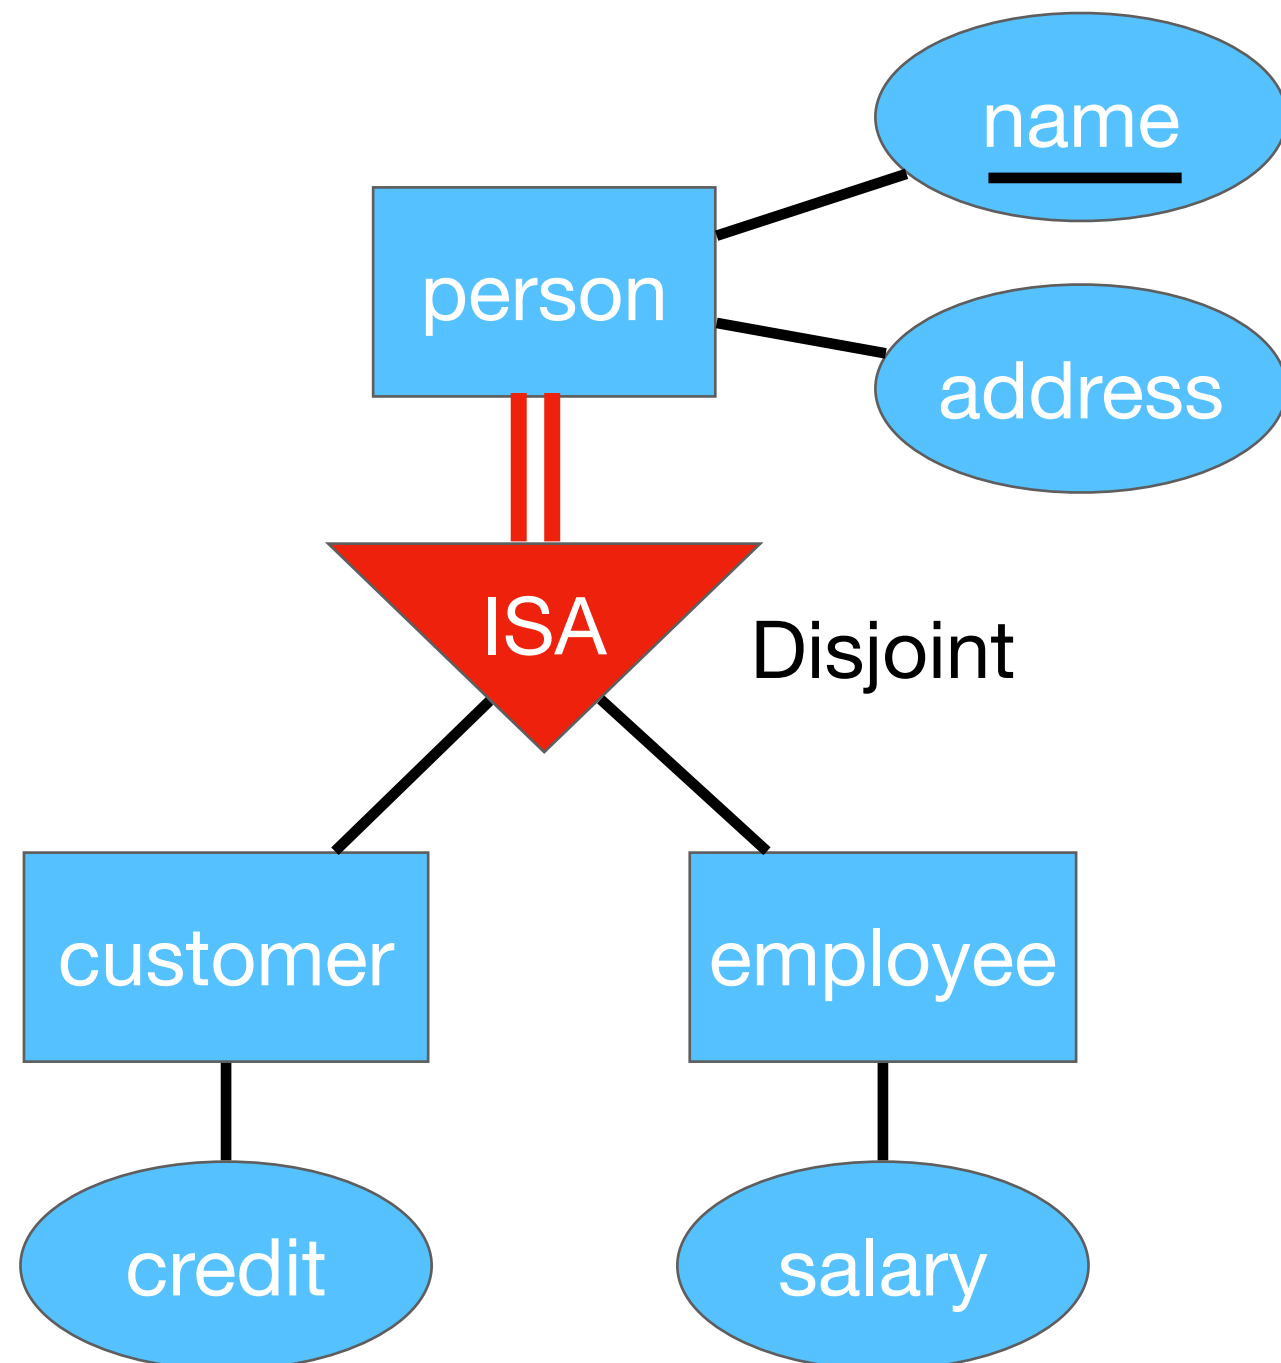 name
person
address
ISA
Disjoint
customer
employee
credit
salary